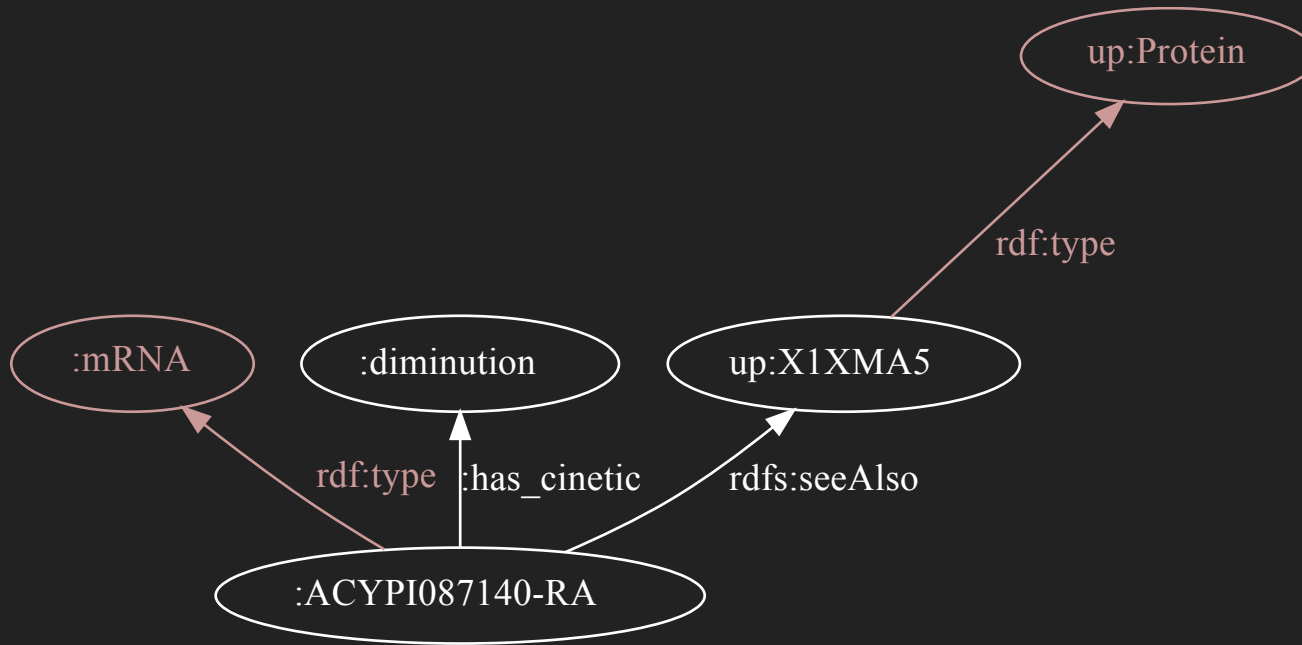 up:Protein
rdf:type
:mRNA
:diminution
up:X1XMA5
rdf:type
:has_cinetic
rdfs:seeAlso
:ACYPI087140-RA